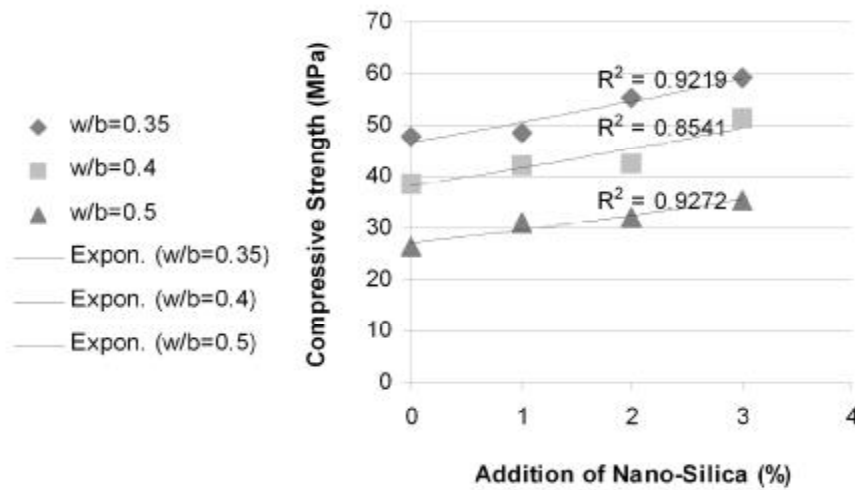 w/b=0.35
w/b=0.4
w/b=0.5
Expon. (w/b=0.35)
Expon. (w/b=0.4)
Expon. (w/b=0.5)
Compressive Strength (MPa)
70
60
50
40
30
20
10
0
R² = 0.9219
R² = 0.8541
R² = 0.9272
0 1 2 3 4
Addition of Nano-Silica (%)